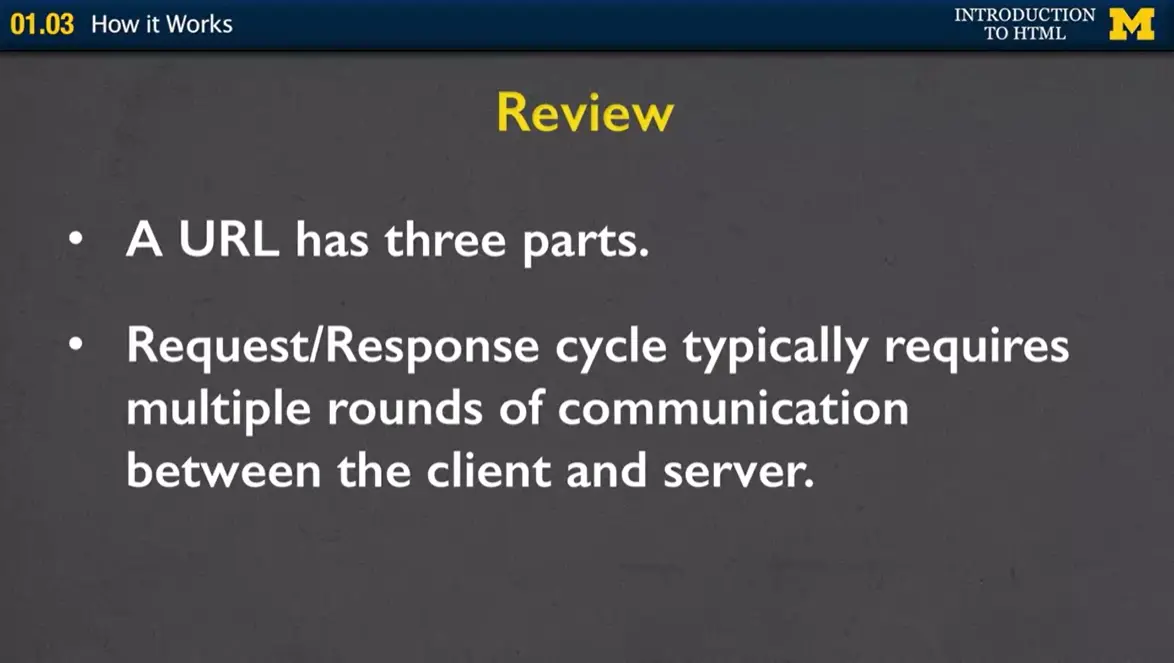 01.03 How it Works
INTRODUCTION
TO HTML
M
Review
• A URL has three parts.
• Request/Response cycle typically requires
multiple rounds of communication
between the client and server.